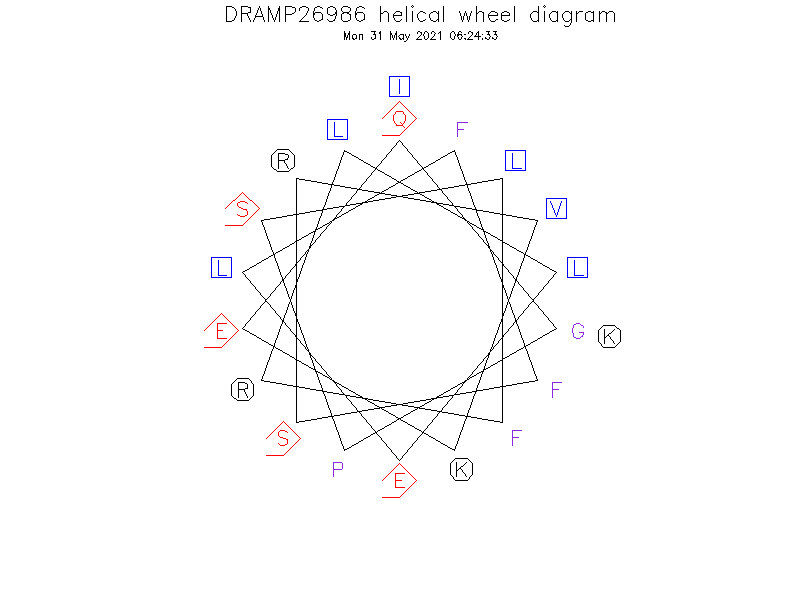 DRAMP26986 helical wheel diagram
Mon 31 May 2021 06:24:33
I
Q
L F
R L
S V
L L
E G K
R F
S F
P K
E